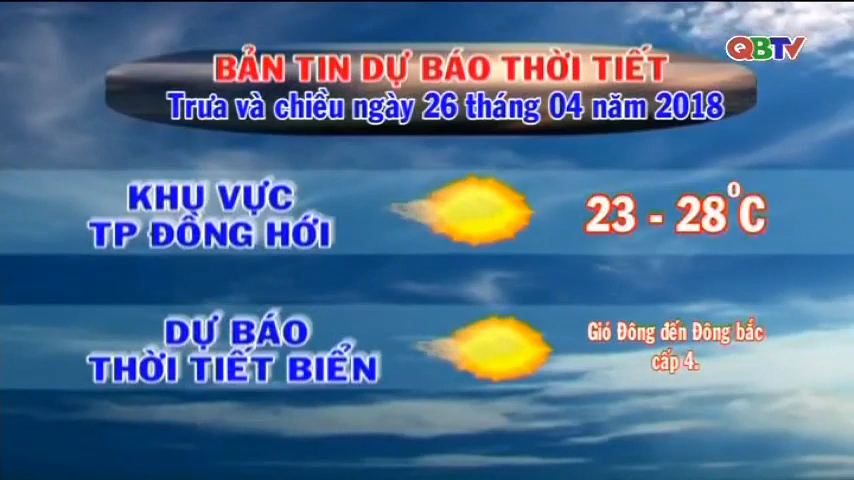 QBTV
BẢN TIN DỰ BÁO THỜI TIẾT
Trưa và chiều ngày 26 tháng 04 năm 2018
KHU VỰC
TP ĐỒNG HỚI
23 - 28°C
DỰ BÁO
THỜI TIẾT BIỂN
Gió Đông đến Đông bắc
cấp 4.